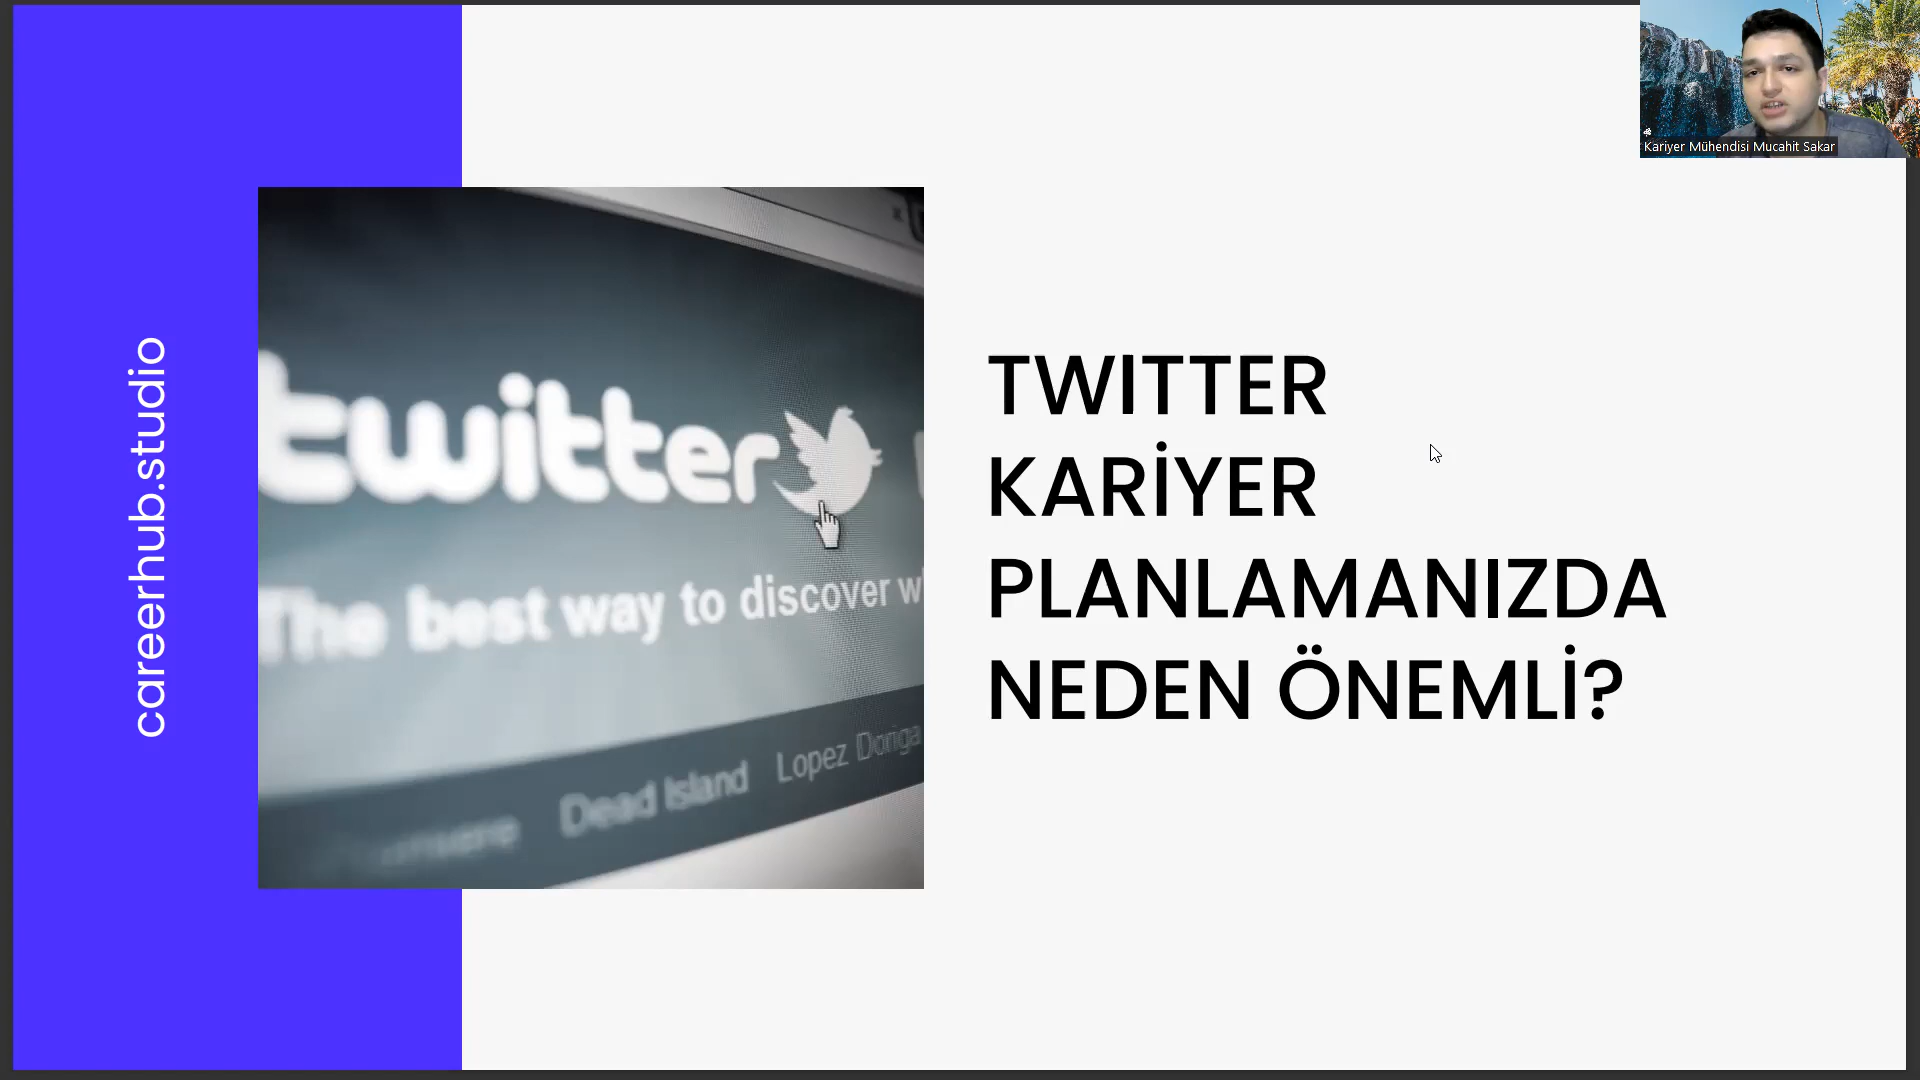 careerhub.studio
twitter
The best way to discover
Dead Island
Lopez
TWITTER
KARİYER
PLANLAMANIZDA
NEDEN ÖNEMLİ?
Kariyer Mühendisi Mucahit Sakar